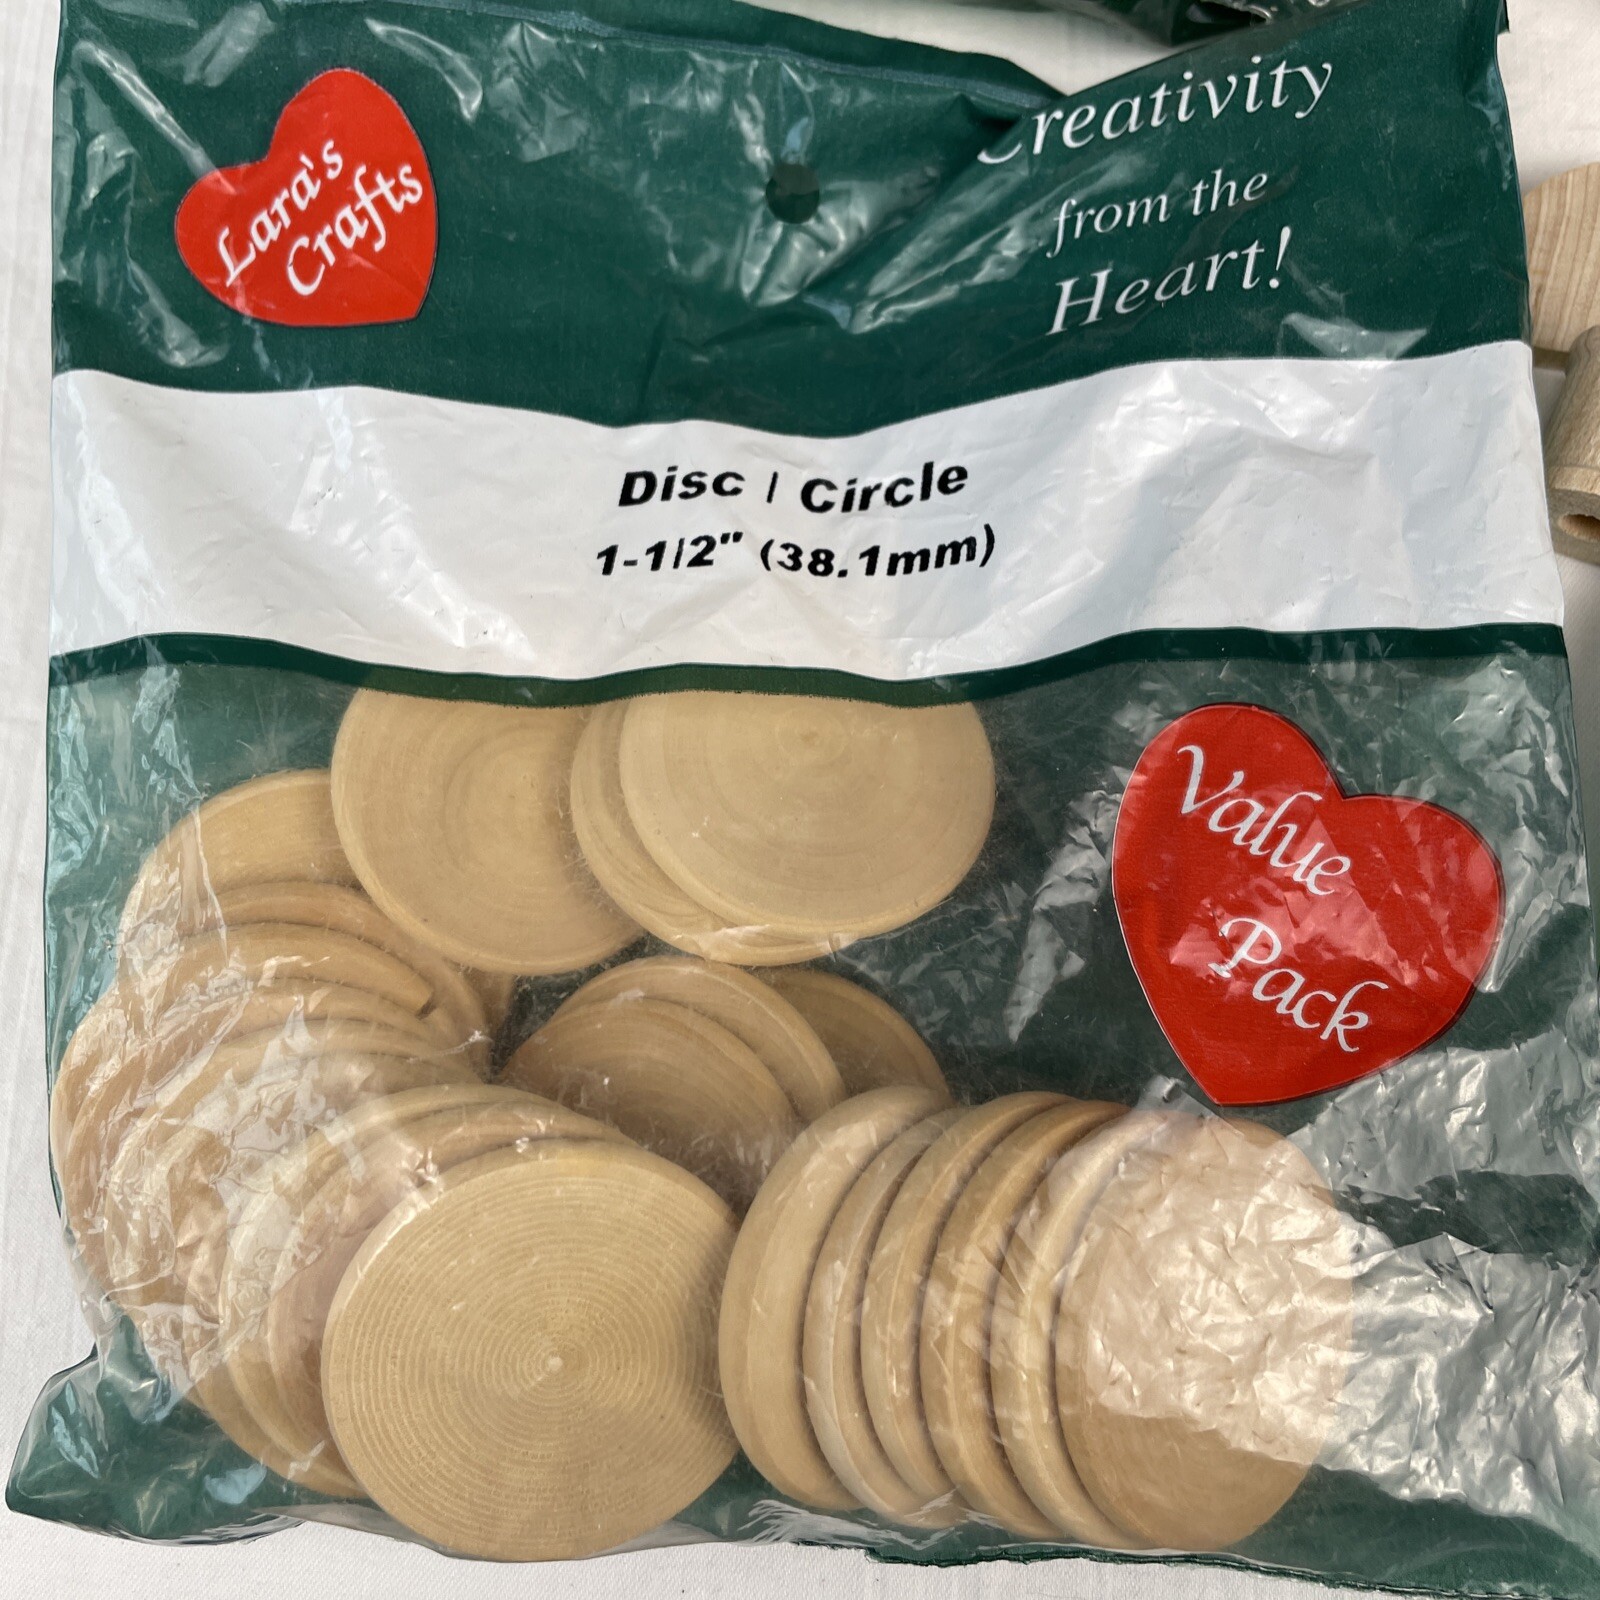 Lara's
Crafts
Creativity
from the
Heart!
Disc / Circle
1-1/2" (38.1mm)
Value
Pack